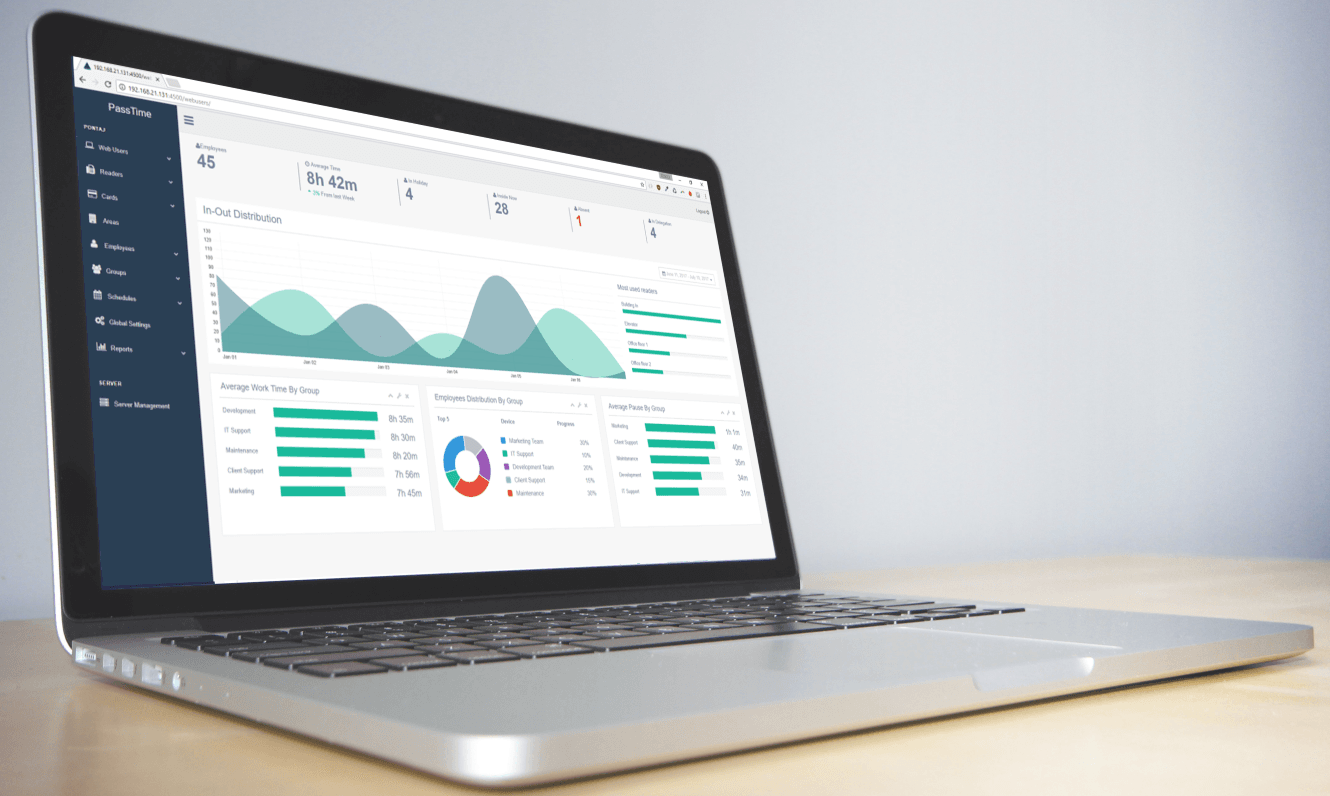 192.168.21.131:4500/we
192.168.21.131:4500/webusers/
PassTime
PONTAJ
Web Users
Readers
Cards
Areas
Employees
Groups
Schedules
Global Settings
Reports
SERVER
Server Management
Logout
Employees
45
Average Time
8h 42m
3% From last Week
In Holiday
4
28
1
In Delegation
4
In-Out Distribution
130
120
110
100
90
80
70
60
50
40
30
20
10
0
Jan 01
Jan 02
Jan 03
Jan 04
Jan 05
Jan 06
Most used readers
Building In
Elevator
Office floor 1
Office floor 2
Average Work Time By Group
Development 8h 35m
IT Support 8h 30m
Maintenance 8h 20m
Client Support 7h 56m
Marketing 7h 45m
Employees Distribution By Group
Top 5 Device Progress
Marketing Team 30%
IT Support 10%
Development Team 20%
Client Support 15%
Maintenance 30%
Average Pause By Group
Marketing 1h 1m
Client Support 40m
Maintenance 35m
Development 34m
IT Support 31m